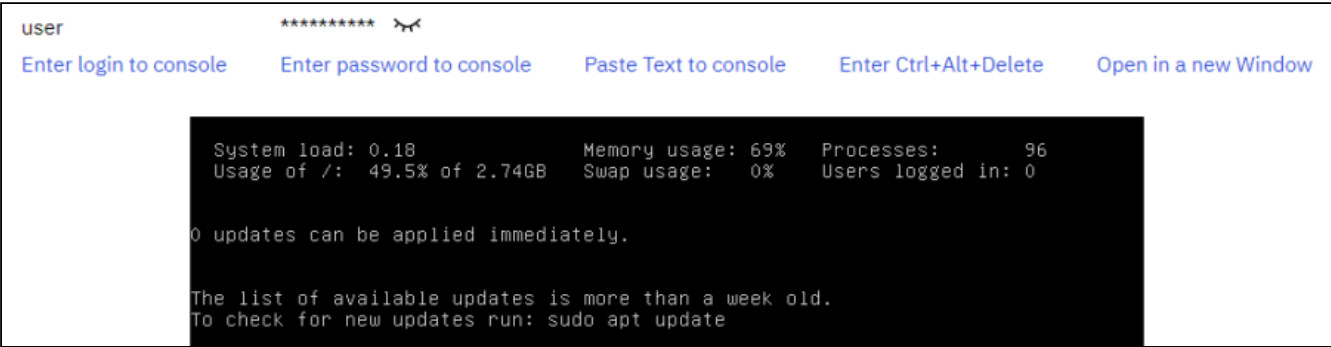 user **********
Enter login to console Enter password to console Paste Text to console Enter Ctrl+Alt+Delete Open in a new Window
System load: 0.18 Memory usage: 69% Processes: 96
Usage of /: 49.5% of 2.74GB Swap usage: 0% Users logged in: 0
0 updates can be applied immediately.
The list of available updates is more than a week old.
To check for new updates run: sudo apt update